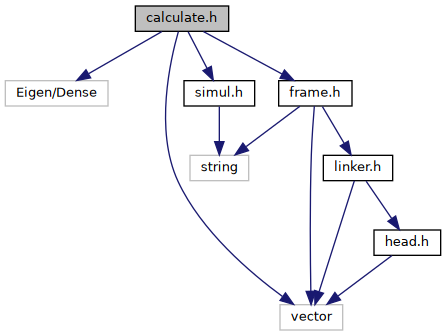 calculate.h
Eigen/Dense
simul.h
frame.h
string
linker.h
head.h
vector